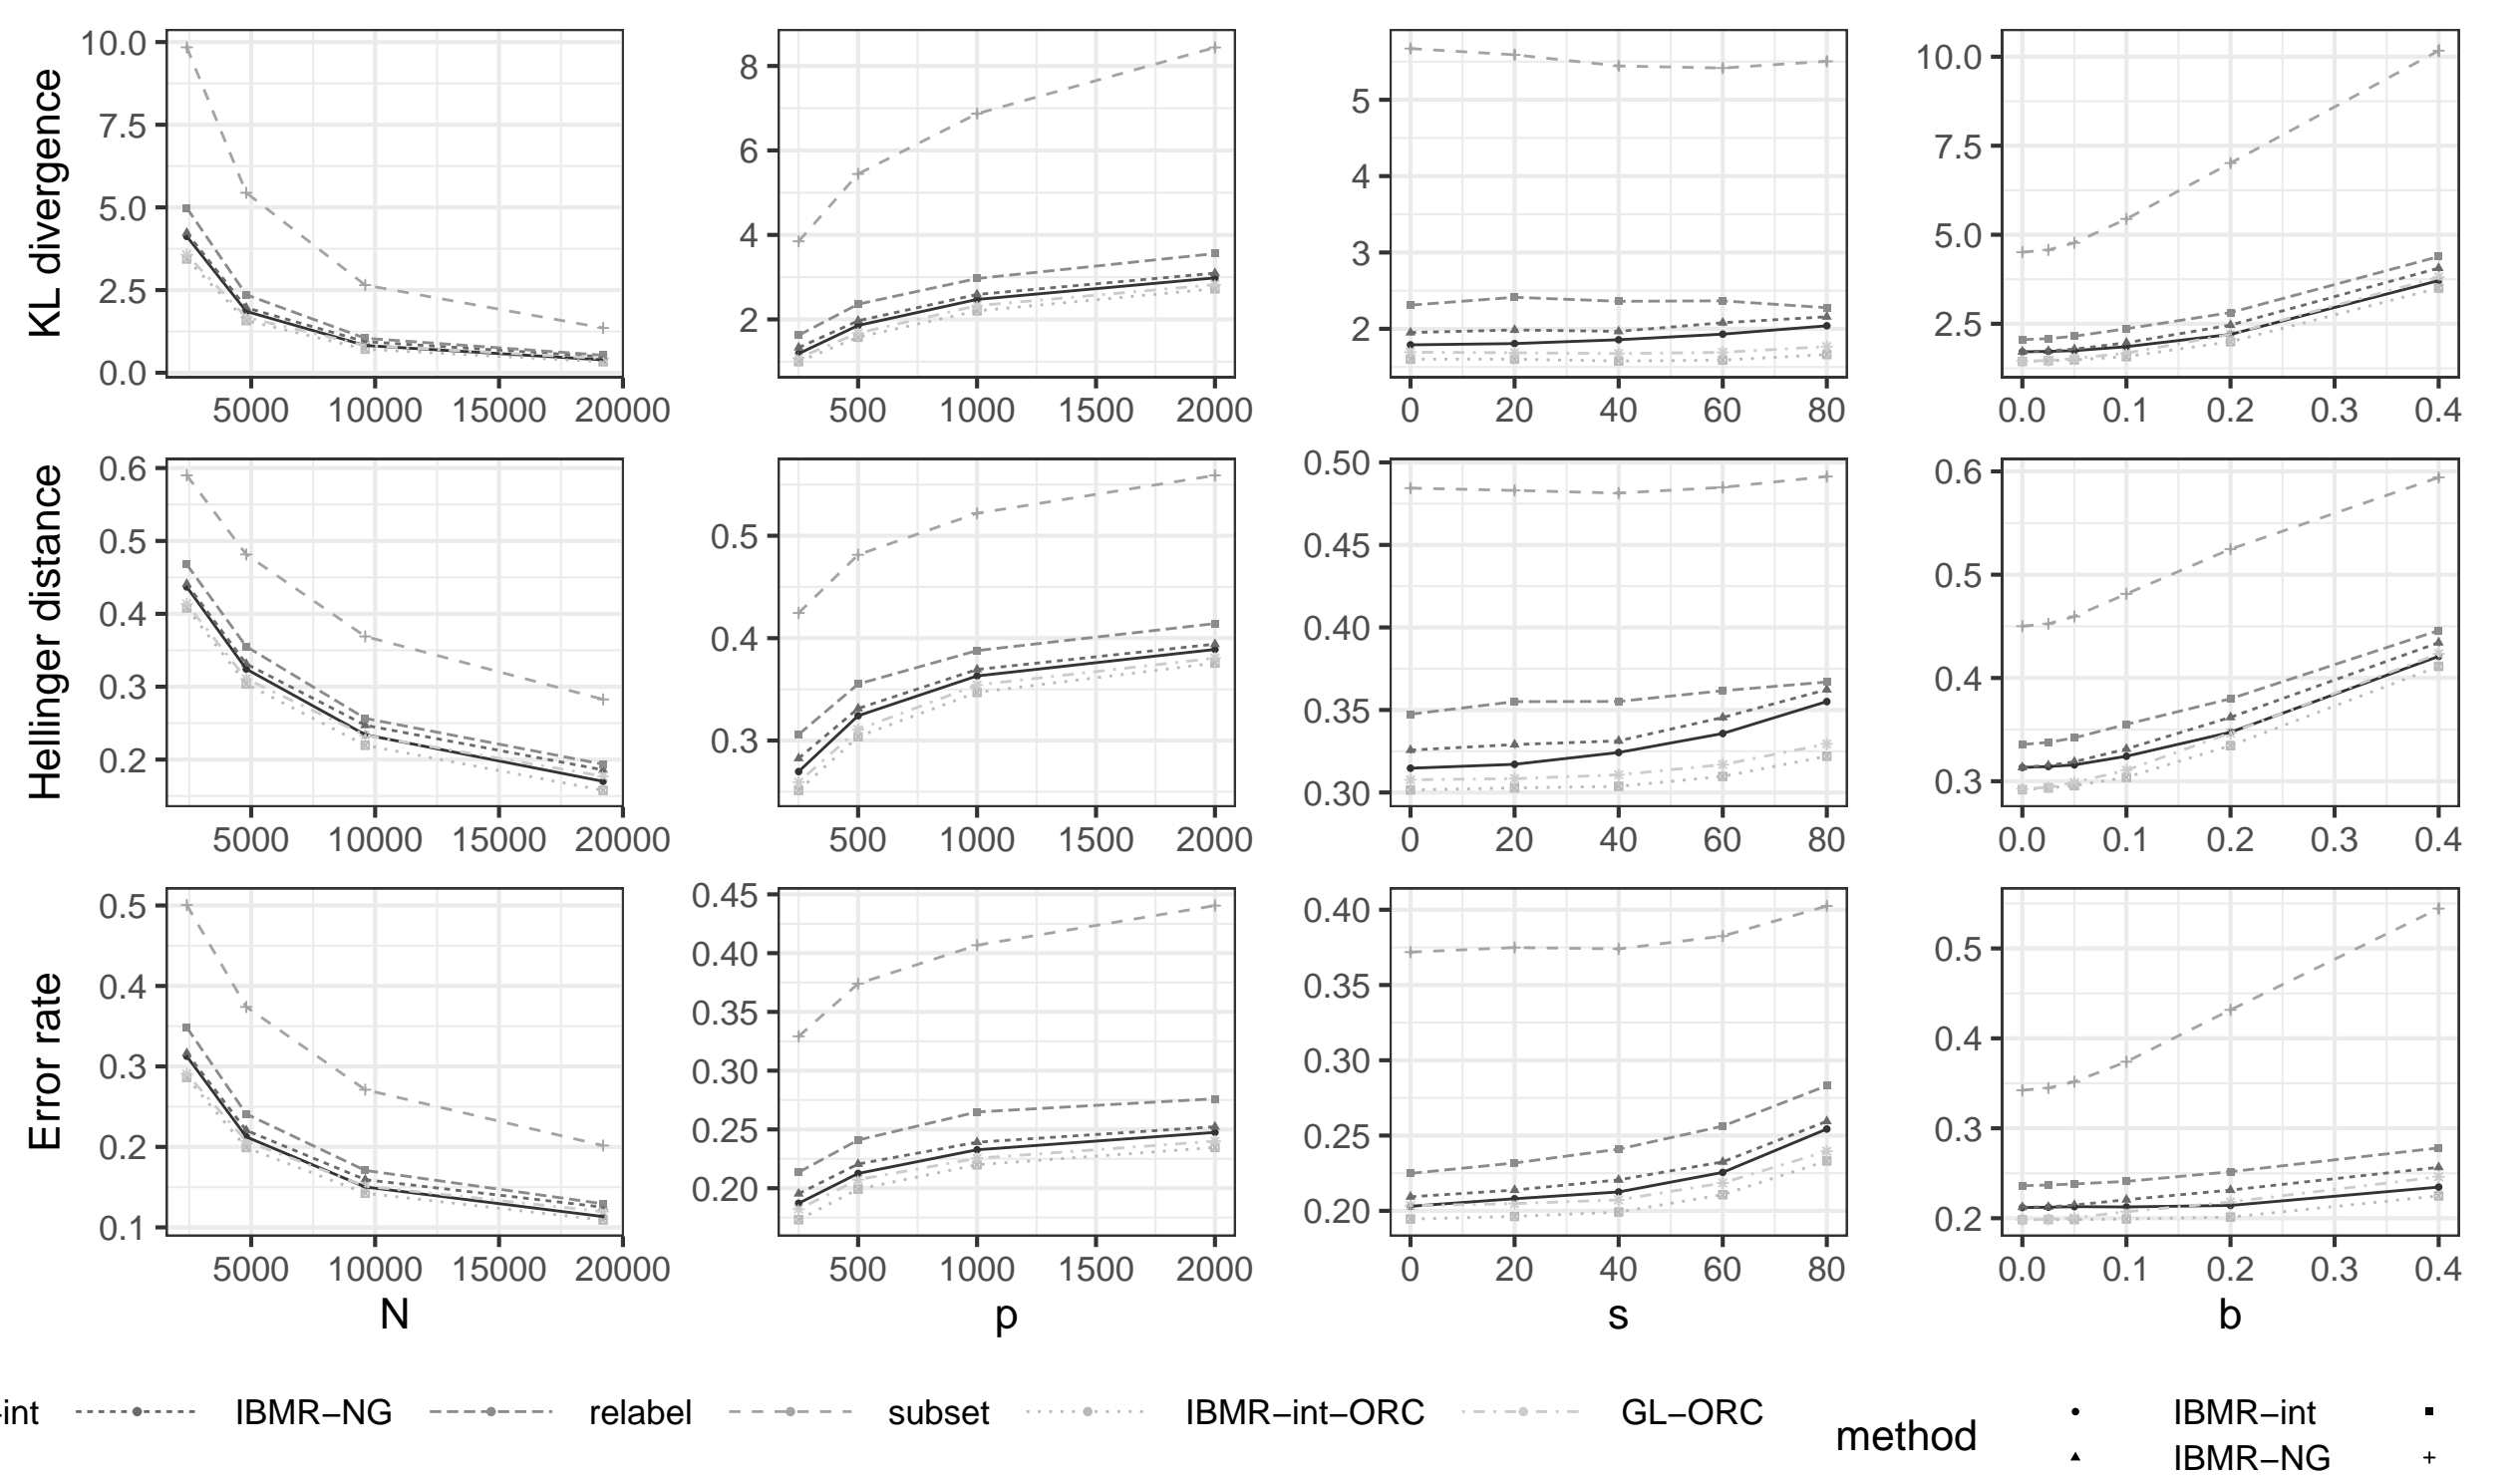 KL divergence
10.0
7.5
5.0
2.5
0.0
5000 10000 15000 20000
8
6
4
2
500 1000 1500 2000
5
4
3
2
0 20 40 60 80
10.0
7.5
5.0
2.5
0.0 0.1 0.2 0.3 0.4
Hellinger distance
0.6
0.5
0.4
0.3
0.2
5000 10000 15000 20000
0.5
0.4
0.3
500 1000 1500 2000
0.50
0.45
0.40
0.35
0.30
0 20 40 60 80
0.6
0.5
0.4
0.3
0.0 0.1 0.2 0.3 0.4
Error rate
0.5
0.4
0.3
0.2
0.1
5000 10000 15000 20000
N
0.45
0.40
0.35
0.30
0.25
0.20
500 1000 1500 2000
p
0.40
0.35
0.30
0.25
0.20
0 20 40 60 80
s
0.5
0.4
0.3
0.2
0.0 0.1 0.2 0.3 0.4
b
-int IBMR−NG relabel subset IBMR−int−ORC GL−ORC
method
IBMR−int
IBMR−NG